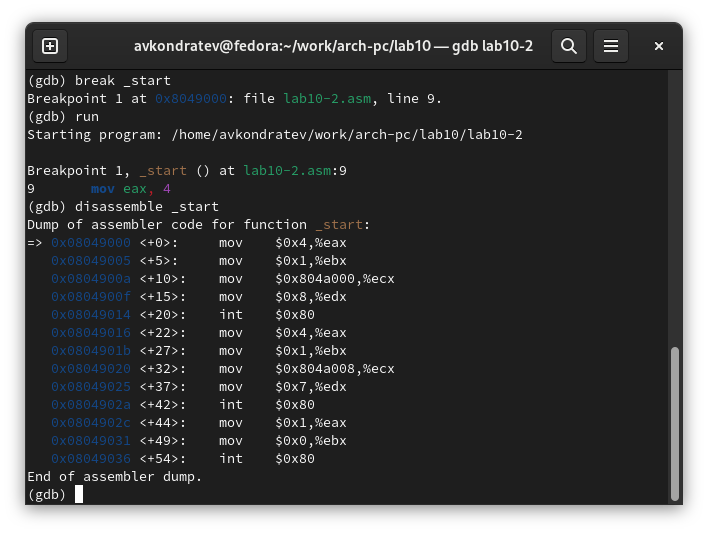 avkondratev@fedora:~/work/arch-pc/lab10 — gdb lab10-2
(gdb) break _start
Breakpoint 1 at 0x8049000: file lab10-2.asm, line 9.
(gdb) run
Starting program: /home/avkondratev/work/arch-pc/lab10/lab10-2
Breakpoint 1, _start () at lab10-2.asm:9
9       mov eax, 4
(gdb) disassemble _start
Dump of assembler code for function _start:
=> 0x08049000 <+0>:     mov    $0x4,%eax
   0x08049005 <+5>:     mov    $0x1,%ebx
   0x0804900a <+10>:    mov    $0x804a000,%ecx
   0x0804900f <+15>:    mov    $0x8,%edx
   0x08049014 <+20>:    int    $0x80
   0x08049016 <+22>:    mov    $0x4,%eax
   0x0804901b <+27>:    mov    $0x1,%ebx
   0x08049020 <+32>:    mov    $0x804a008,%ecx
   0x08049025 <+37>:    mov    $0x7,%edx
   0x0804902a <+42>:    int    $0x80
   0x0804902c <+44>:    mov    $0x1,%eax
   0x08049031 <+49>:    mov    $0x0,%ebx
   0x08049036 <+54>:    int    $0x80
End of assembler dump.
(gdb)